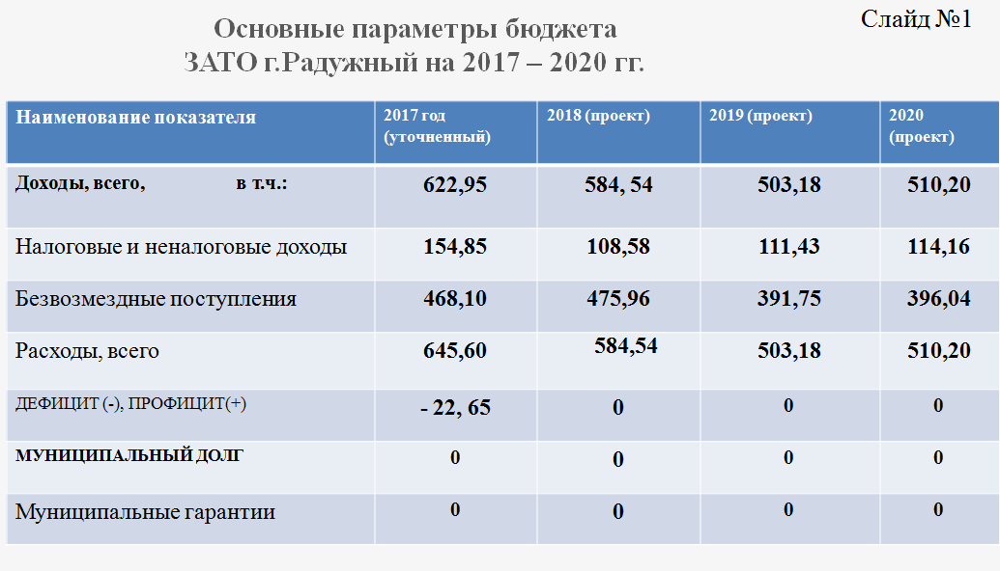 Слайд №1
Основные параметры бюджета
ЗАТО г.Радужный на 2017 – 2020 гг.
Наименование показателя 2017 год (уточненный) 2018 (проект) 2019 (проект) 2020 (проект)
Доходы, всего, в т.ч.: 622,95 584, 54 503,18 510,20
Налоговые и неналоговые доходы 154,85 108,58 111,43 114,16
Безвозмездные поступления 468,10 475,96 391,75 396,04
Расходы, всего 645,60 584,54 503,18 510,20
ДЕФИЦИТ (-), ПРОФИЦИТ(+) - 22, 65 0 0 0
МУНИЦИПАЛЬНЫЙ ДОЛГ 0 0 0 0
Муниципальные гарантии 0 0 0 0